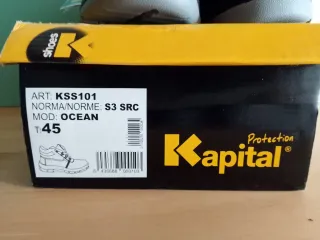 shoes
ART: KSS101
NORMA/NORME: S3 SRC
MOD: OCEAN
T:45
Protection
Kapital®